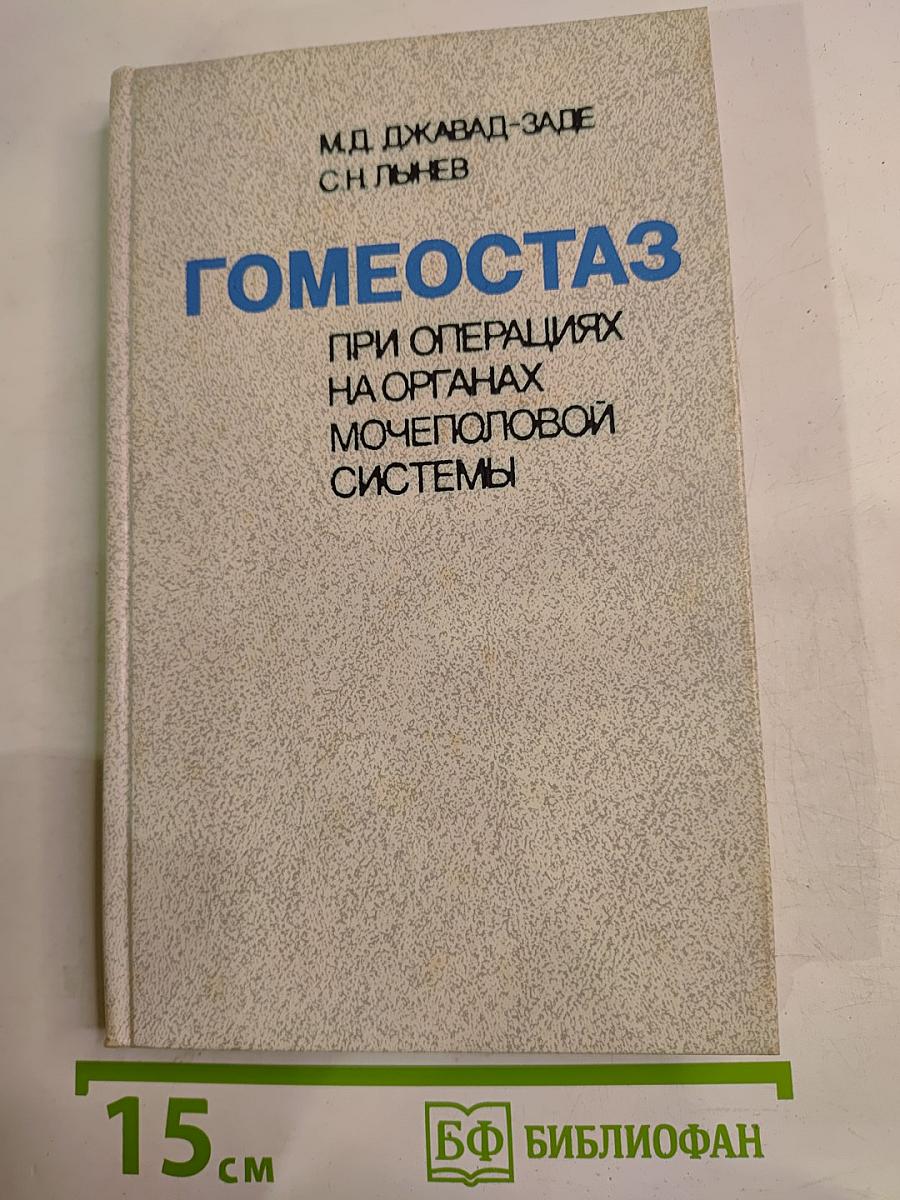 М.Д. ДЖАВАД-ЗАДЕ
С.Н. ЛЫНЕВ
ГОМЕОСТАЗ
ПРИ ОПЕРАЦИЯХ
НА ОРГАНАХ
МОЧЕПОЛОВОЙ
СИСТЕМЫ
15 см
БФ БИБЛИОФАН